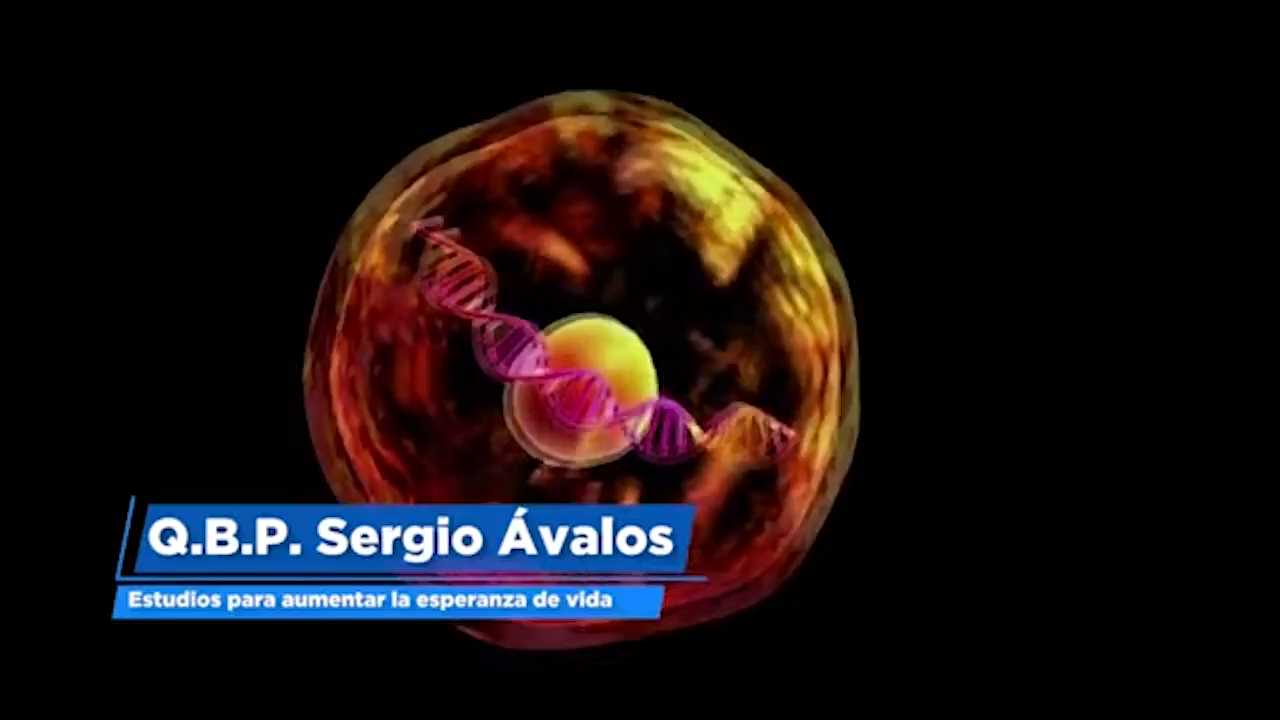 Q.B.P. Sergio Ávalos
Estudios para aumentar la esperanza de vida